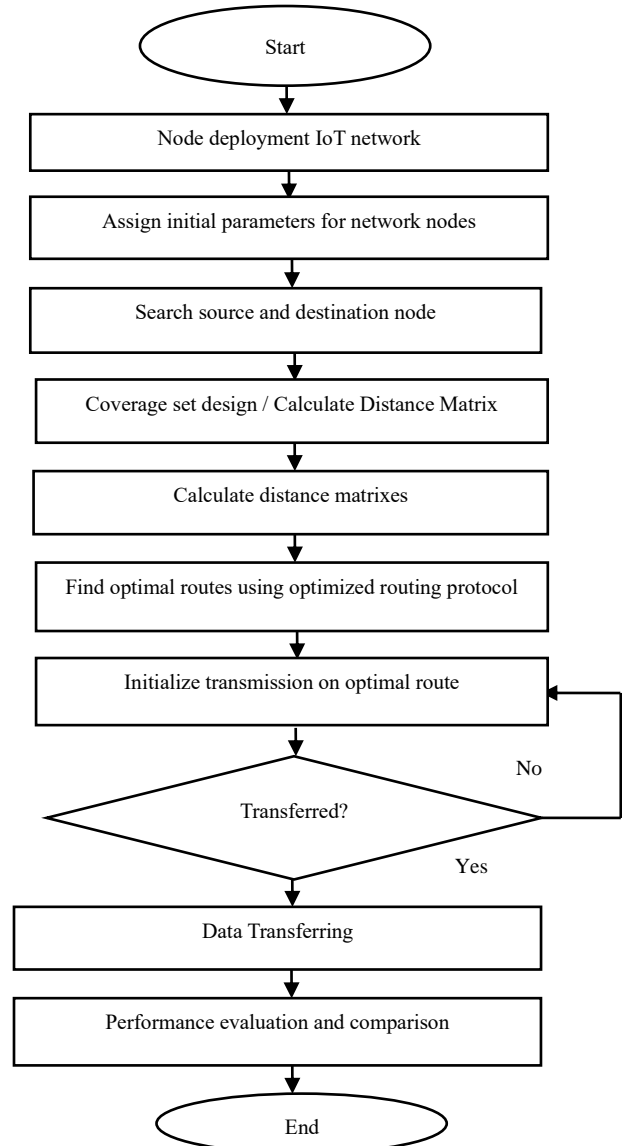 Start
Node deployment IoT network
Assign initial parameters for network nodes
Search source and destination node
Coverage set design / Calculate Distance Matrix
Calculate distance matrixes
Find optimal routes using optimized routing protocol
Initialize transmission on optimal route
No
Transferred?
Yes
Data Transferring
Performance evaluation and comparison
End